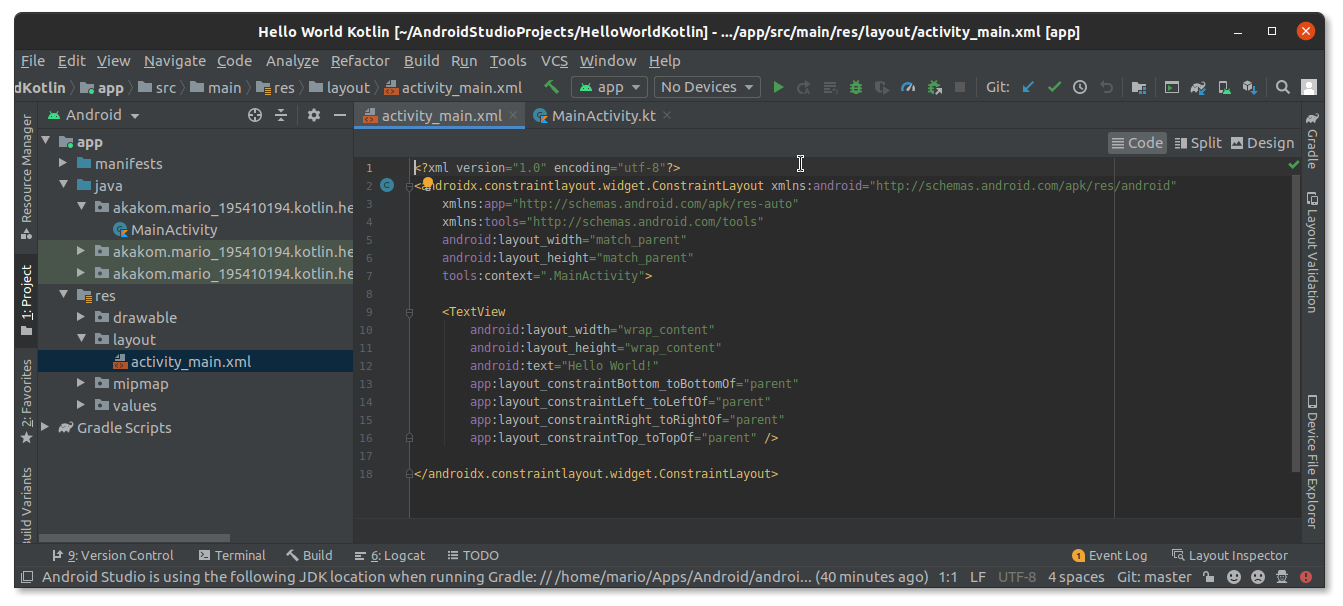 Hello World Kotlin [~/AndroidStudioProjects/HelloWorldKotlin] - .../app/src/main/res/layout/activity_main.xml [app]
File Edit View Navigate Code Analyze Refactor Build Run Tools VCS Window Help
dKotlin app src main res layout activity_main.xml app No Devices Git:
Resource Manager
1: Project
2: Favorites
uild Variants
Android
app
manifests
java
akakom.mario_195410194.kotlin.he
MainActivity
akakom.mario_195410194.kotlin.he
akakom.mario_195410194.kotlin.he
res
drawable
layout
activity_main.xml
mipmap
values
Gradle Scripts
activity_main.xml MainActivity.kt
Code Split Design
1 <?xml version="1.0" encoding="utf-8"?>
2 <androidx.constraintlayout.widget.ConstraintLayout xmlns:android="http://schemas.android.com/apk/res/android"
3 xmlns:app="http://schemas.android.com/apk/res-auto"
4 xmlns:tools="http://schemas.android.com/tools"
5 android:layout_width="match_parent"
6 android:layout_height="match_parent"
7 tools:context=".MainActivity">
8
9 <TextView
10 android:layout_width="wrap_content"
11 android:layout_height="wrap_content"
12 android:text="Hello World!"
13 app:layout_constraintBottom_toBottomOf="parent"
14 app:layout_constraintLeft_toLeftOf="parent"
15 app:layout_constraintRight_toRightOf="parent"
16 app:layout_constraintTop_toTopOf="parent" />
17
18 </androidx.constraintlayout.widget.ConstraintLayout>
Gradle
Layout Validation
Device File Explorer
9: Version Control Terminal Build 6: Logcat TODO 1 Event Log Layout Inspector
Android Studio is using the following JDK location when running Gradle: // /home/mario/Apps/Android/androi... (40 minutes ago) 1:1 LF UTF-8 4 spaces Git: master